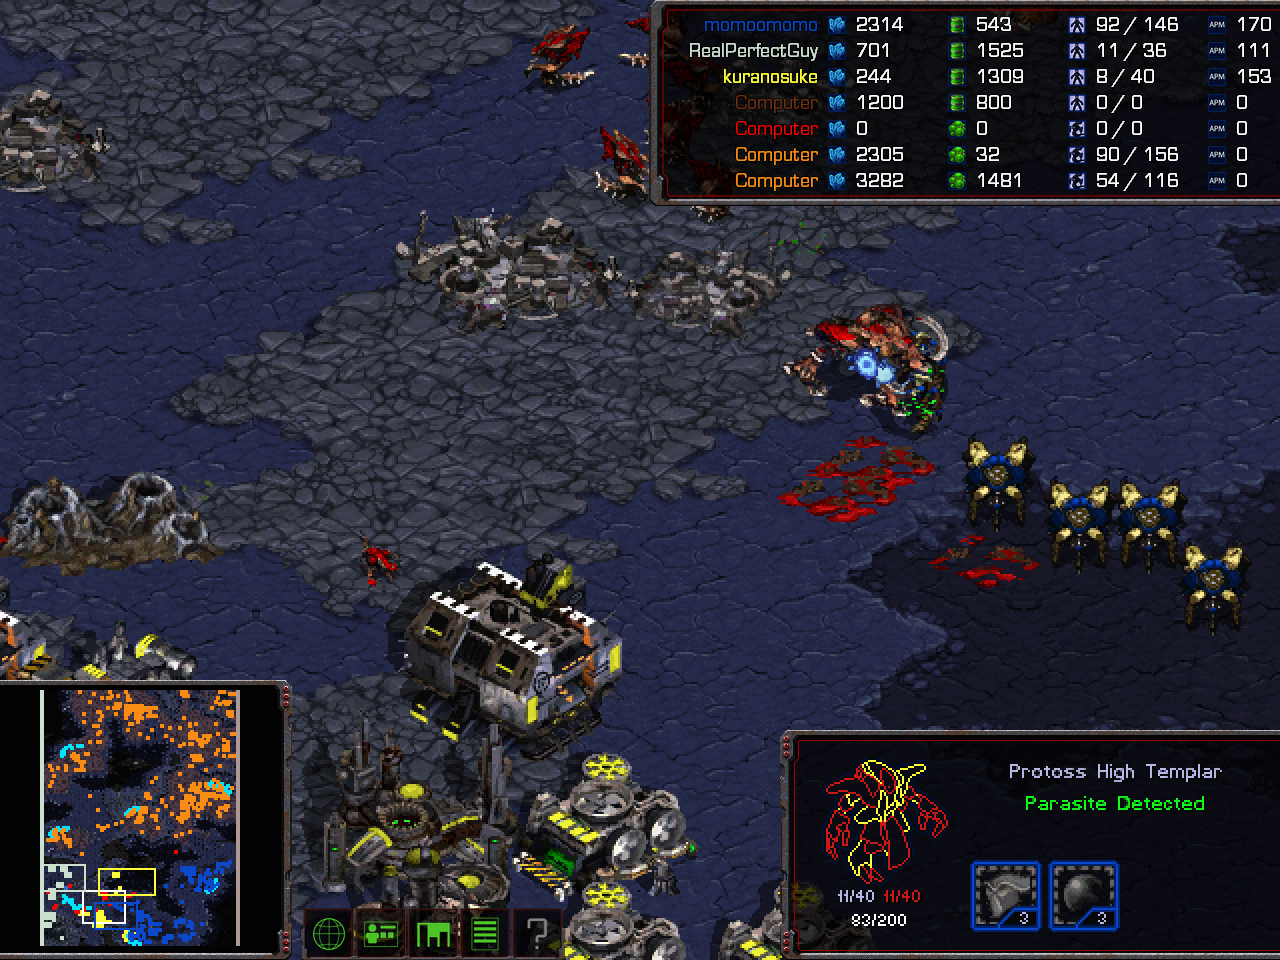 momoomomo 2314 543 92 / 146 APM 170
RealPerfectGuy 701 1525 11 / 36 APM 111
kuranosuke 244 1309 8 / 40 APM 153
Computer 1200 800 0 / 0 APM 0
Computer 0 0 0 / 0 APM 0
Computer 2305 32 90 / 156 APM 0
Computer 3282 1481 54 / 116 APM 0
Protoss High Templar
Parasite Detected
11/40 11/40
93/200
3 3
?